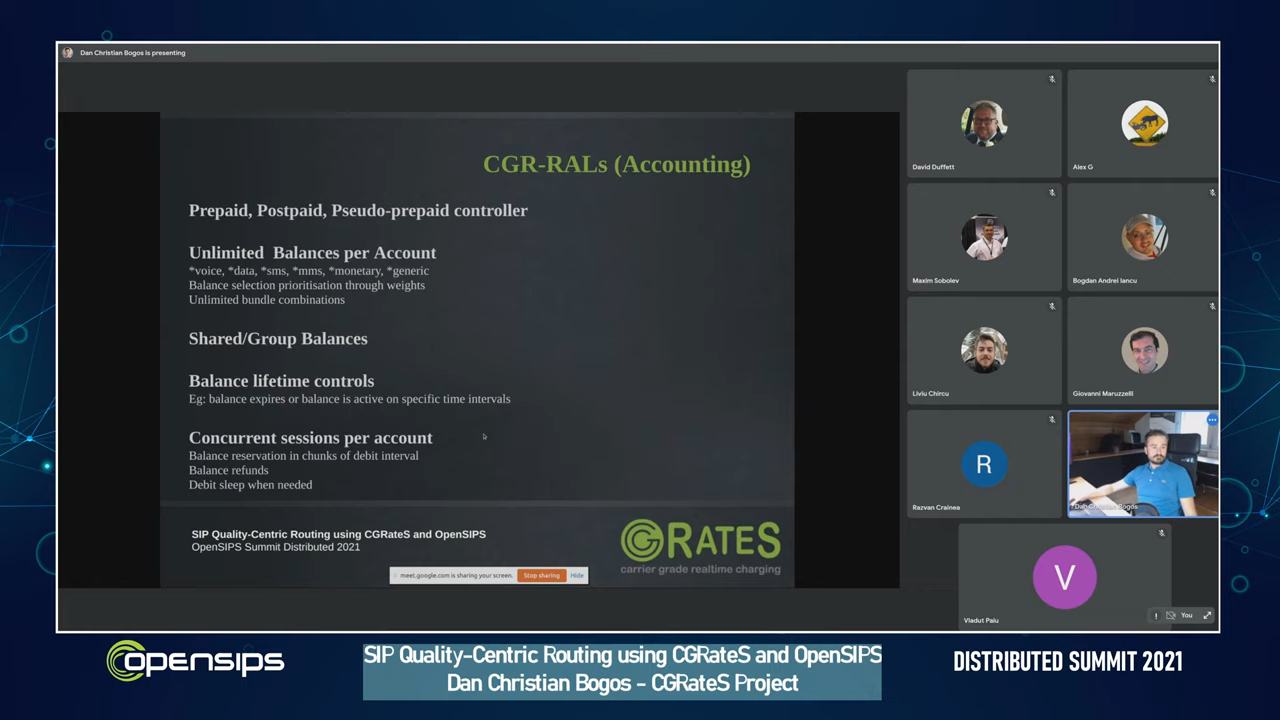 Dan Christian Bogos is presenting
CGR-RALs (Accounting)
Prepaid, Postpaid, Pseudo-prepaid controller
Unlimited Balances per Account
*voice, *data, *sms, *mms, *monetary, *generic
Balance selection prioritisation through weights
Unlimited bundle combinations
Shared/Group Balances
Balance lifetime controls
Eg: balance expires or balance is active on specific time intervals
Concurrent sessions per account
Balance reservation in chunks of debit interval
Balance refunds
Debit sleep when needed
SIP Quality-Centric Routing using CGRateS and OpenSIPS
OpenSIPS Summit Distributed 2021
CGRATES
carrier grade realtime charging
meet.google.com is sharing your screen.
Stop sharing
Hide
David Duffett
Alex G
Maxim Sobolev
Bogdan Andrei Iancu
Liviu Chircu
Giovanni Maruzzelli
R
Razvan Crainea
Dan Christian Bogos
V
Vladut Paiu
You
opensips
SIP Quality-Centric Routing using CGRateS and OpenSIPS
Dan Christian Bogos - CGRateS Project
DISTRIBUTED SUMMIT 2021